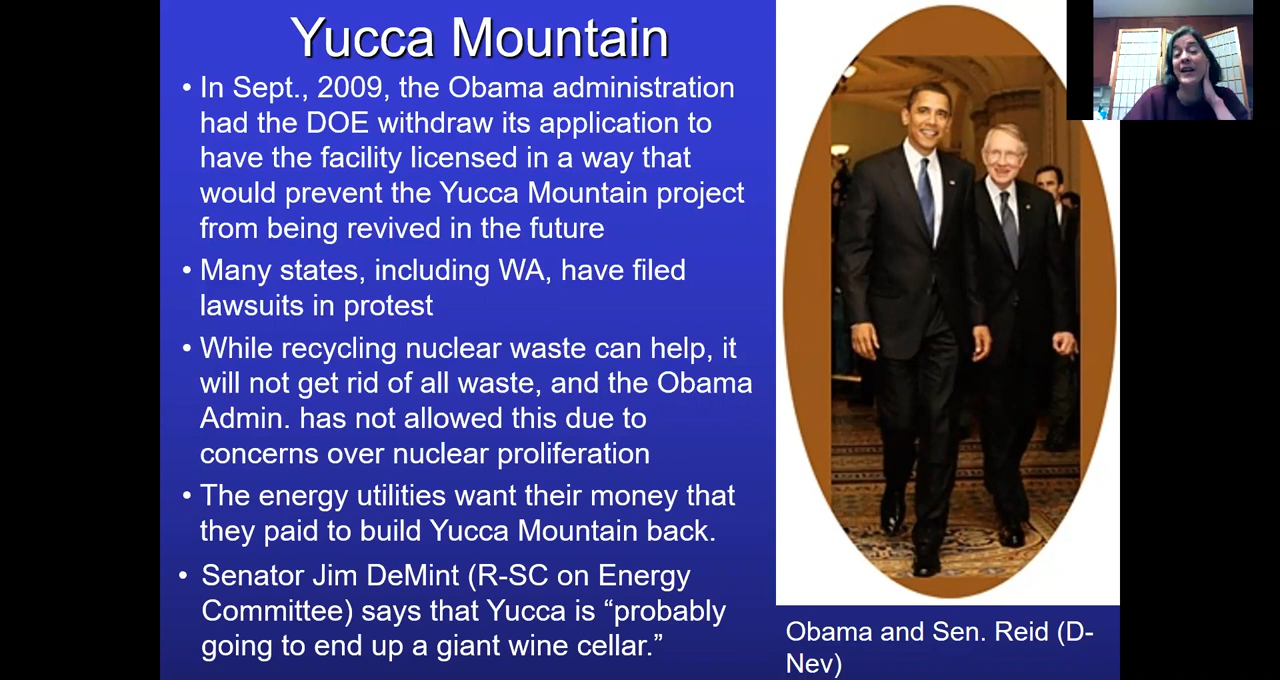 Yucca Mountain
• In Sept., 2009, the Obama administration
had the DOE withdraw its application to
have the facility licensed in a way that
would prevent the Yucca Mountain project
from being revived in the future
• Many states, including WA, have filed
lawsuits in protest
• While recycling nuclear waste can help, it
will not get rid of all waste, and the Obama
Admin. has not allowed this due to
concerns over nuclear proliferation
• The energy utilities want their money that
they paid to build Yucca Mountain back.
• Senator Jim DeMint (R-SC on Energy
Committee) says that Yucca is “probably
going to end up a giant wine cellar.”
Obama and Sen. Reid (D-
Nev)